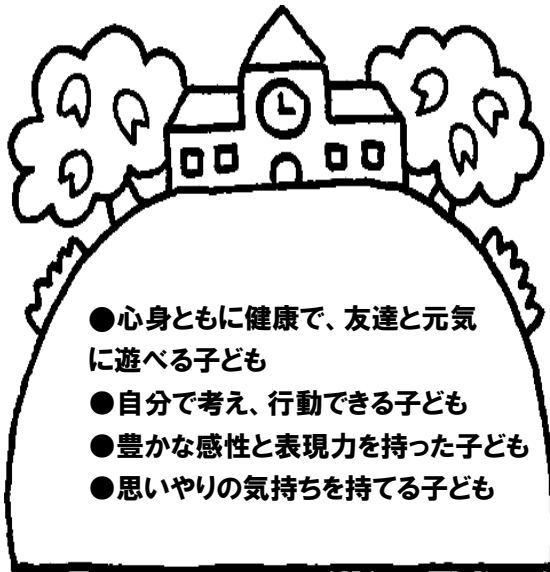 ●心身ともに健康で、友達と元気
に遊べる子ども
●自分で考え、行動できる子ども
●豊かな感性と表現力を持った子ども
●思いやりの気持ちを持てる子ども